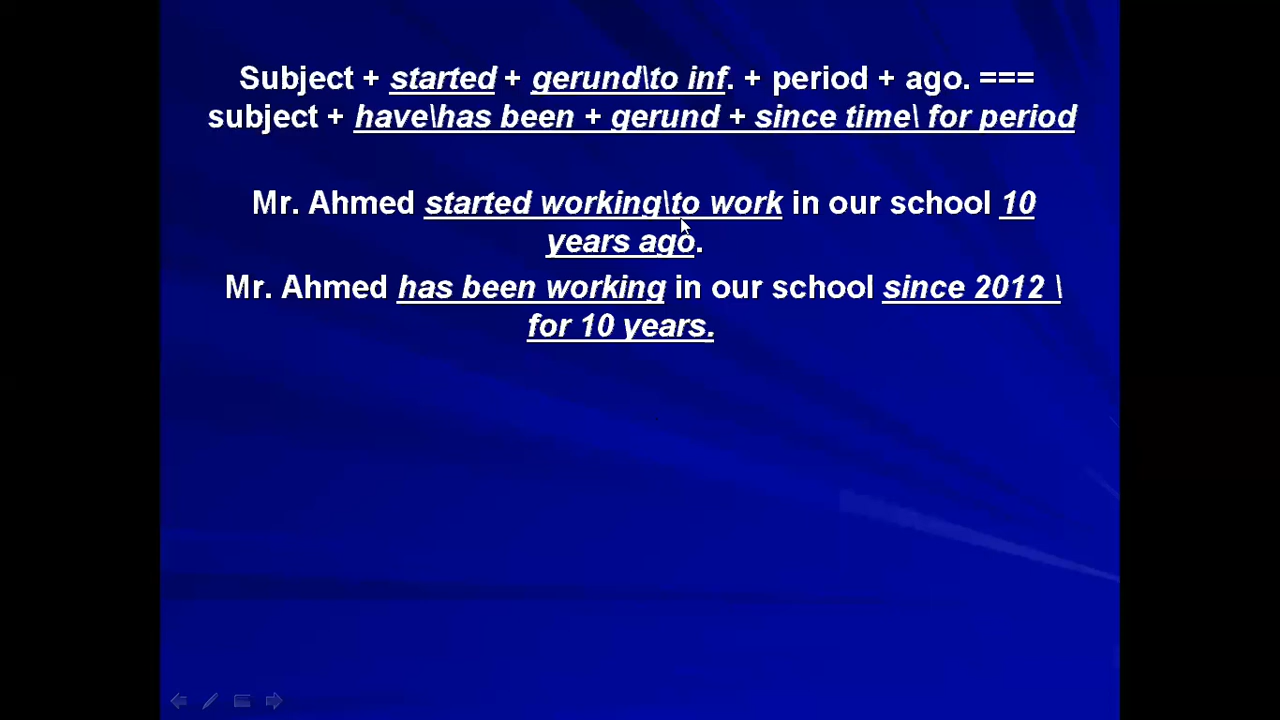 Subject + started + gerund\to inf. + period + ago. ===
subject + have\has been + gerund + since time\ for period
Mr. Ahmed started working\to work in our school 10
years ago.
Mr. Ahmed has been working in our school since 2012 \
for 10 years.